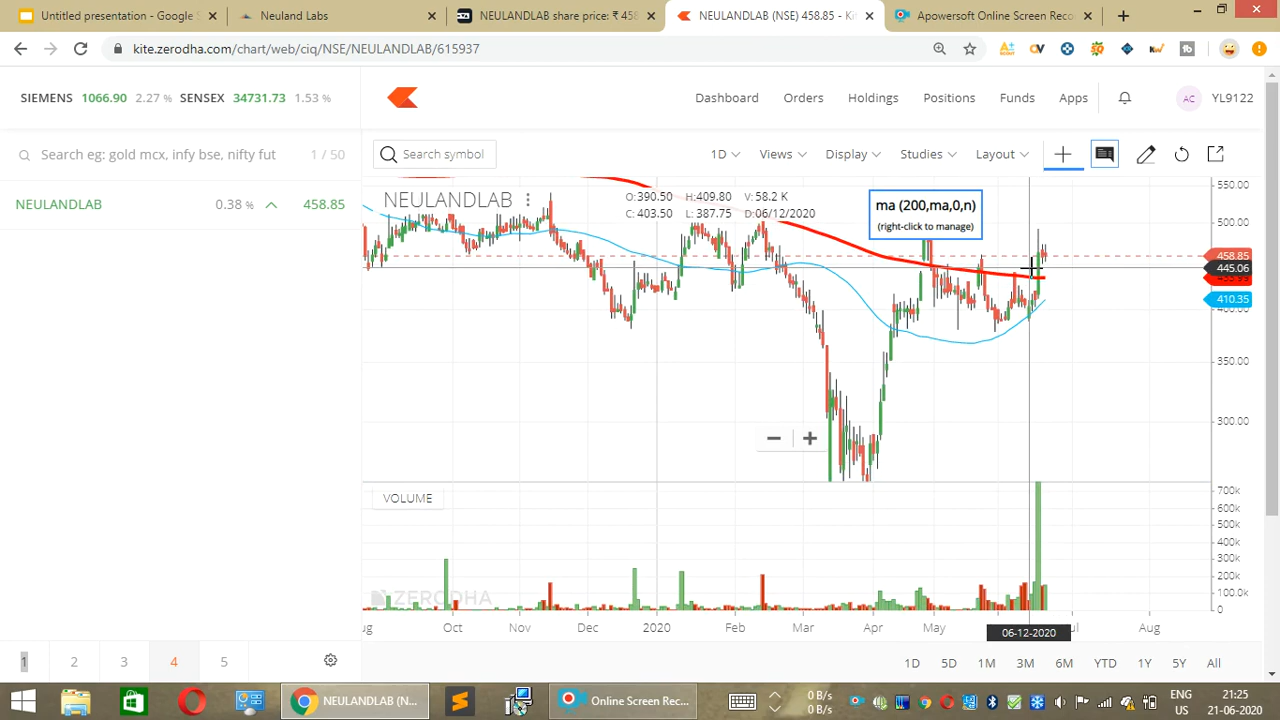 Untitled presentation - Google S
Neuland Labs
NEULANDLAB share price: ₹ 458
NEULANDLAB (NSE) 458.85 - Ki
Apowersoft Online Screen Reco
kite.zerodha.com/chart/web/ciq/NSE/NEULANDLAB/615937
SIEMENS 1066.90 2.27 % SENSEX 34731.73 1.53 %
Dashboard Orders Holdings Positions Funds Apps AC YL9122
Search eg: gold mcx, infy bse, nifty fut 1 / 50
Search symbol 1D Views Display Studies Layout
NEULANDLAB 0.38 % 458.85
NEULANDLAB
O:390.50 H:409.80 V:58.2 K
C: 403.50 L:387.75 D:06/12/2020
ma (200,ma,0,n)
(right-click to manage)
550.00
500.00
458.85
445.06
410.35
400.00
350.00
300.00
VOLUME
700k
600k
500k
400k
300k
200k
100.0k
0
ZERODHA
ug Oct Nov Dec 2020 Feb Mar Apr May Jul Aug
06-12-2020
1 2 3 4 5
1D 5D 1M 3M 6M YTD 1Y 5Y All
NEULANDLAB (N...
Online Screen Rec...
0 B/s
0 B/s
ENG
US
21:25
21-06-2020